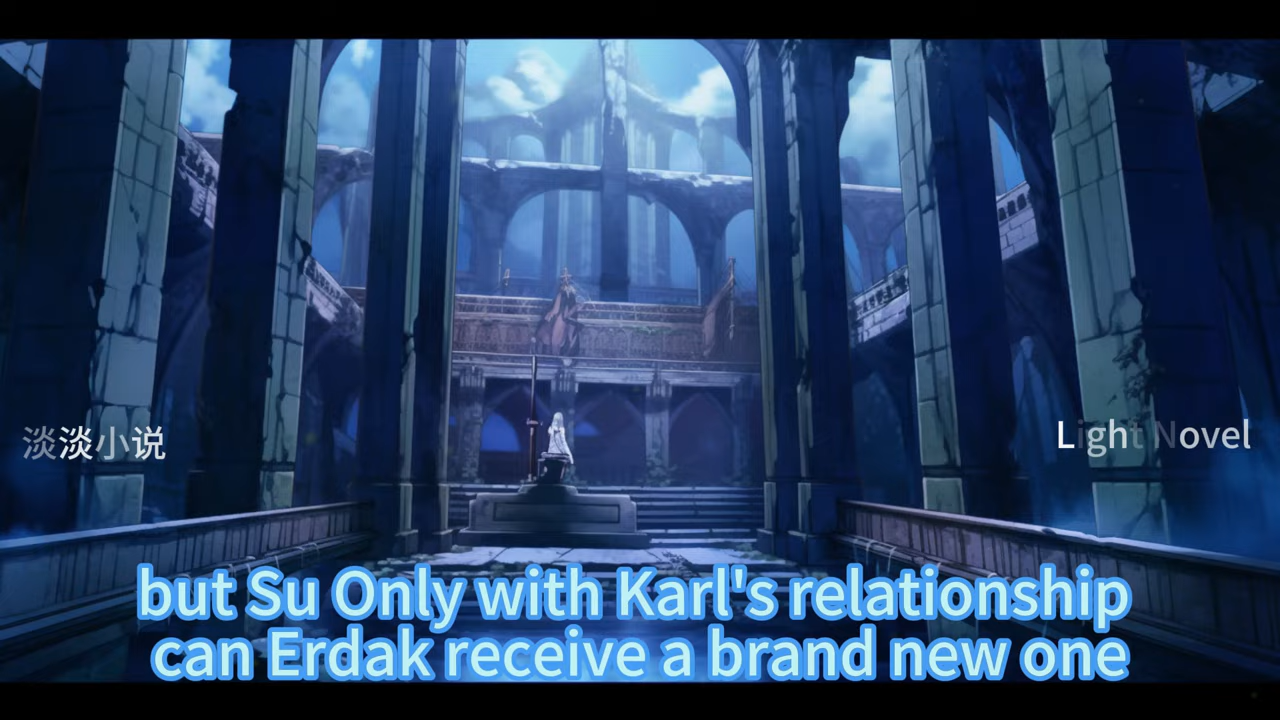 淡淡小说
Light Novel
but Su Only with Karl's relationship
can Erdak receive a brand new one